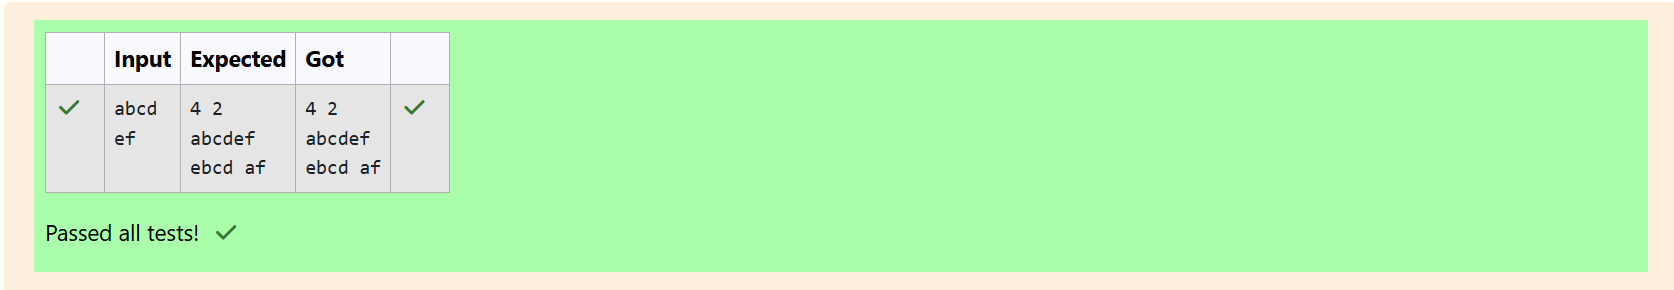 Input Expected Got
abcd 4 2 4 2
ef abcdef abcdef
ebcd af ebcd af
Passed all tests!